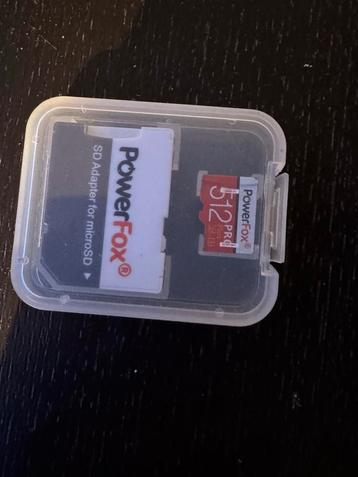 PowerFox®
SD Adapter for microSD ▶
PowerFox
512 PRO